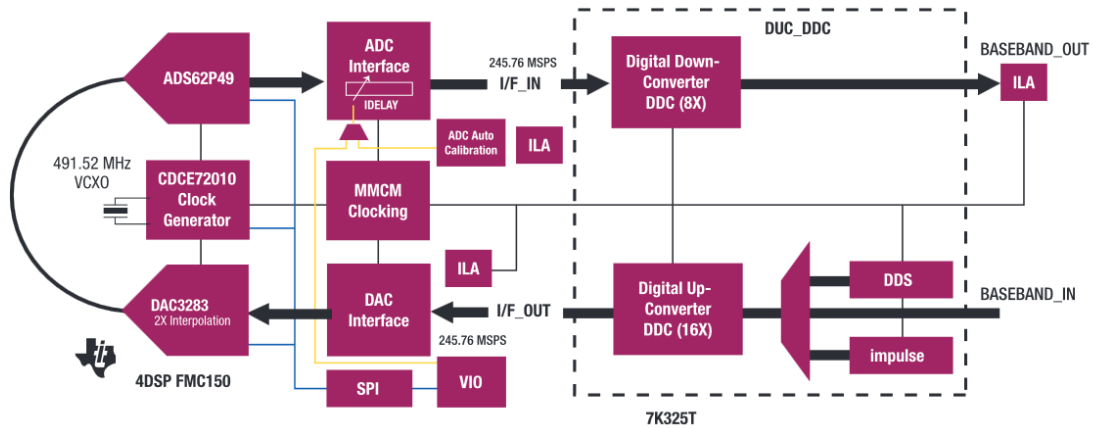 DUC_DDC
ADS62P49
ADC
Interface
IDELAY
245.76 MSPS
I/F_IN
Digital Down-
Converter
DDC (8X)
BASEBAND_OUT
ILA
ADC Auto
Calibration
ILA
491.52 MHz
VCXO
CDCE72010
Clock
Generator
MMCM
Clocking
ILA
DAC3283
2X Interpolation
DAC
Interface
I/F_OUT
245.76 MSPS
Digital Up-
Converter
DDC (16X)
DDS
BASEBAND_IN
impulse
4DSP FMC150
SPI
VIO
7K325T